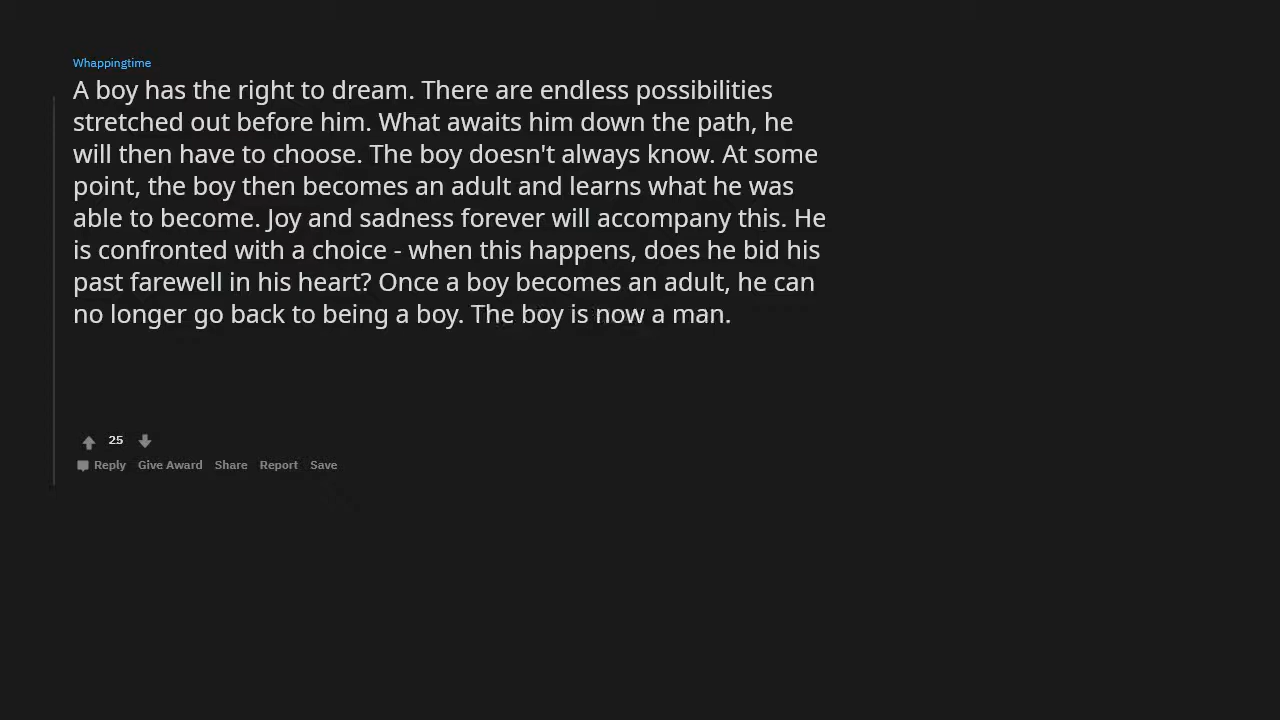 Whappingtime
A boy has the right to dream. There are endless possibilities
stretched out before him. What awaits him down the path, he
will then have to choose. The boy doesn't always know. At some
point, the boy then becomes an adult and learns what he was
able to become. Joy and sadness forever will accompany this. He
is confronted with a choice - when this happens, does he bid his
past farewell in his heart? Once a boy becomes an adult, he can
no longer go back to being a boy. The boy is now a man.
25
Reply Give Award Share Report Save